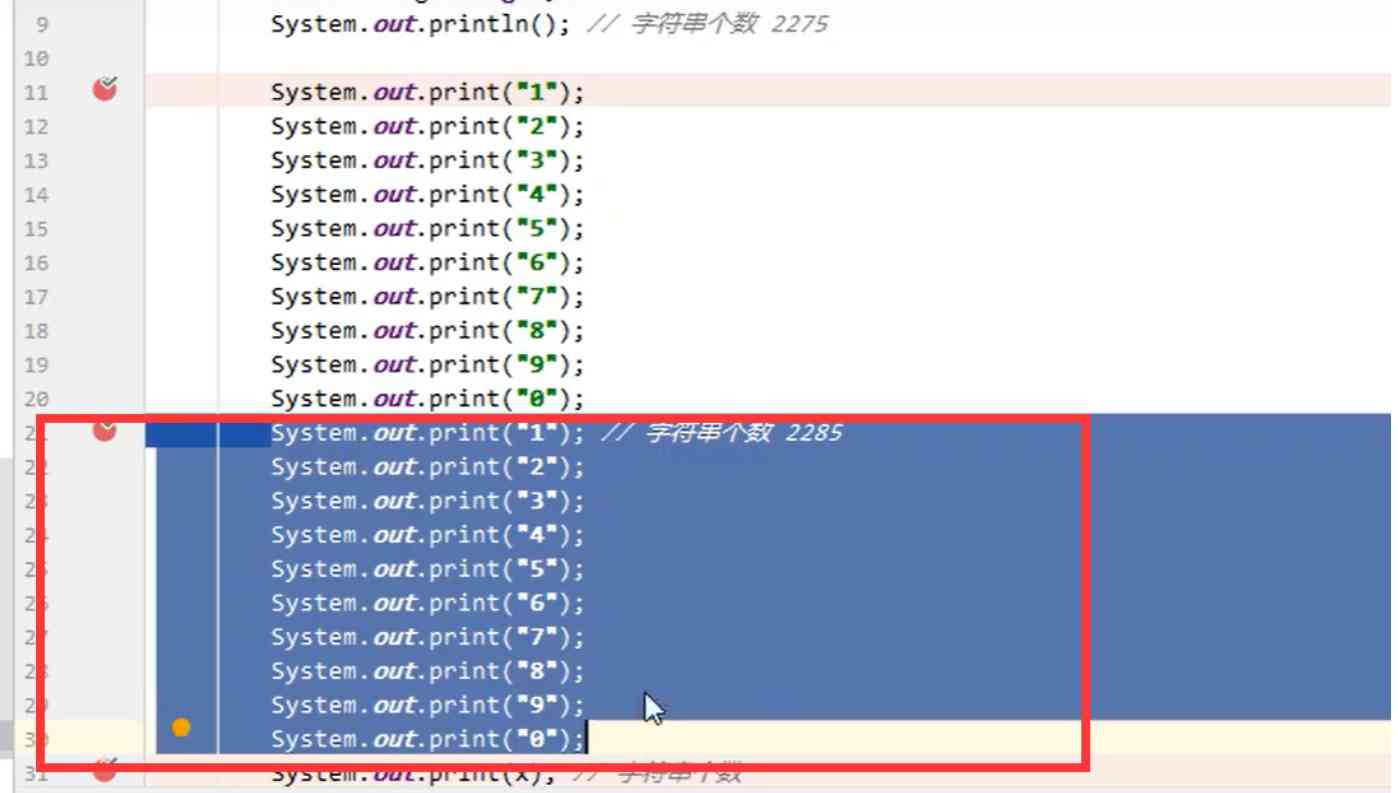 9 System.out.println(); // 字符串个数 2275
10
11 System.out.print("1");
12 System.out.print("2");
13 System.out.print("3");
14 System.out.print("4");
15 System.out.print("5");
16 System.out.print("6");
17 System.out.print("7");
18 System.out.print("8");
19 System.out.print("9");
20 System.out.print("0");
21 System.out.print("1"); // 字符串个数 2285
22 System.out.print("2");
23 System.out.print("3");
24 System.out.print("4");
25 System.out.print("5");
26 System.out.print("6");
27 System.out.print("7");
28 System.out.print("8");
29 System.out.print("9");
30 System.out.print("0");
31 System.out.print(x); // 字符串个数